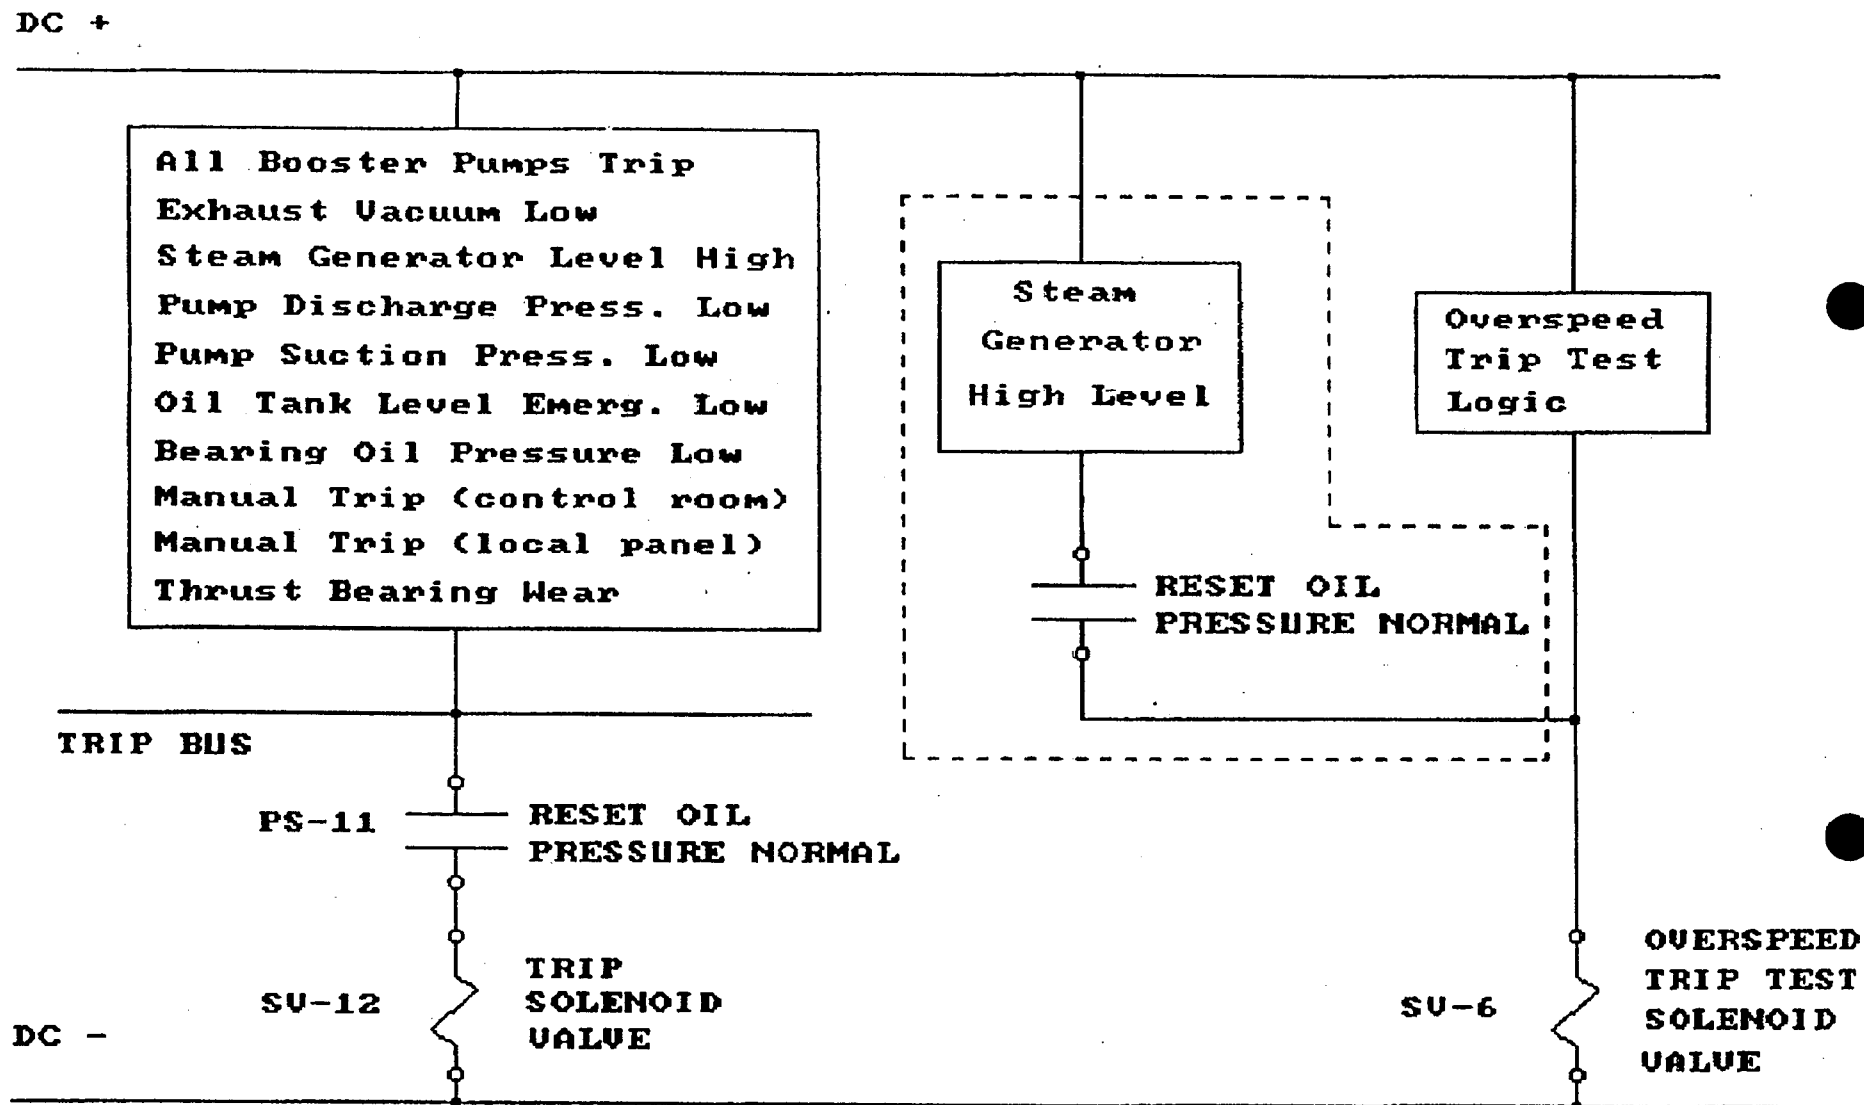 DC +
All Booster Pumps Trip
Exhaust Vacuum Low
Steam Generator Level High
Pump Discharge Press. Low
Pump Suction Press. Low
Oil Tank Level Emerg. Low
Bearing Oil Pressure Low
Manual Trip (control room)
Manual Trip (local panel)
Thrust Bearing Wear
Steam
Generator
High Level
Overspeed
Trip Test
Logic
RESET OIL
PRESSURE NORMAL
TRIP BUS
PS-11
RESET OIL
PRESSURE NORMAL
SV-12
TRIP
SOLENOID
VALVE
SV-6
OVERSPEED
TRIP TEST
SOLENOID
VALVE
DC -